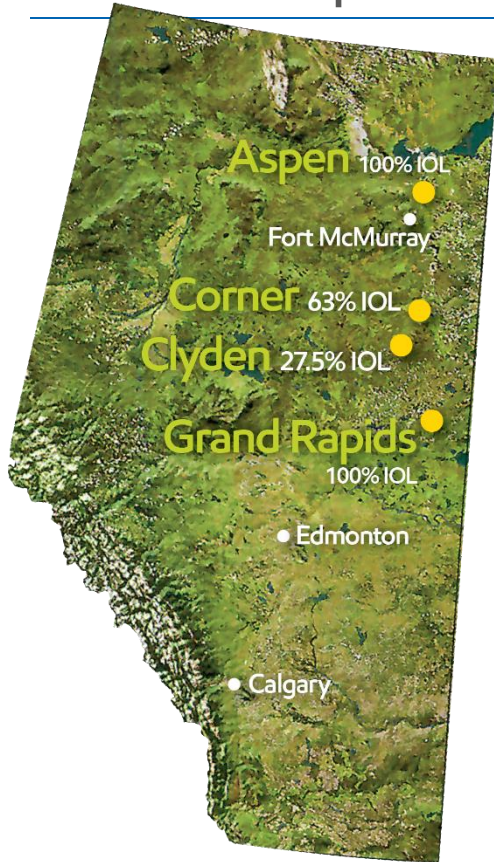 Aspen 100% IOL
Fort McMurray
Corner 63% IOL
Clyden 27.5% IOL
Grand Rapids
100% IOL
Edmonton
Calgary